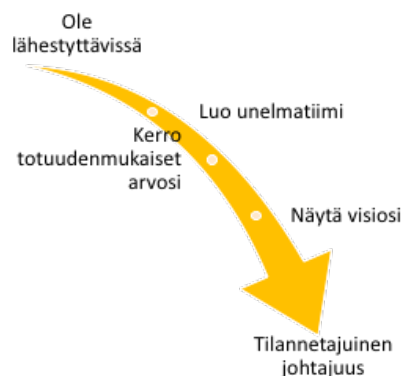 Ole
lähestyttävissä
Luo unelmatiimi
Kerro
totuudenmukaiset
arvosi
Näytä visiosi
Tilannetajuinen
johtajuus